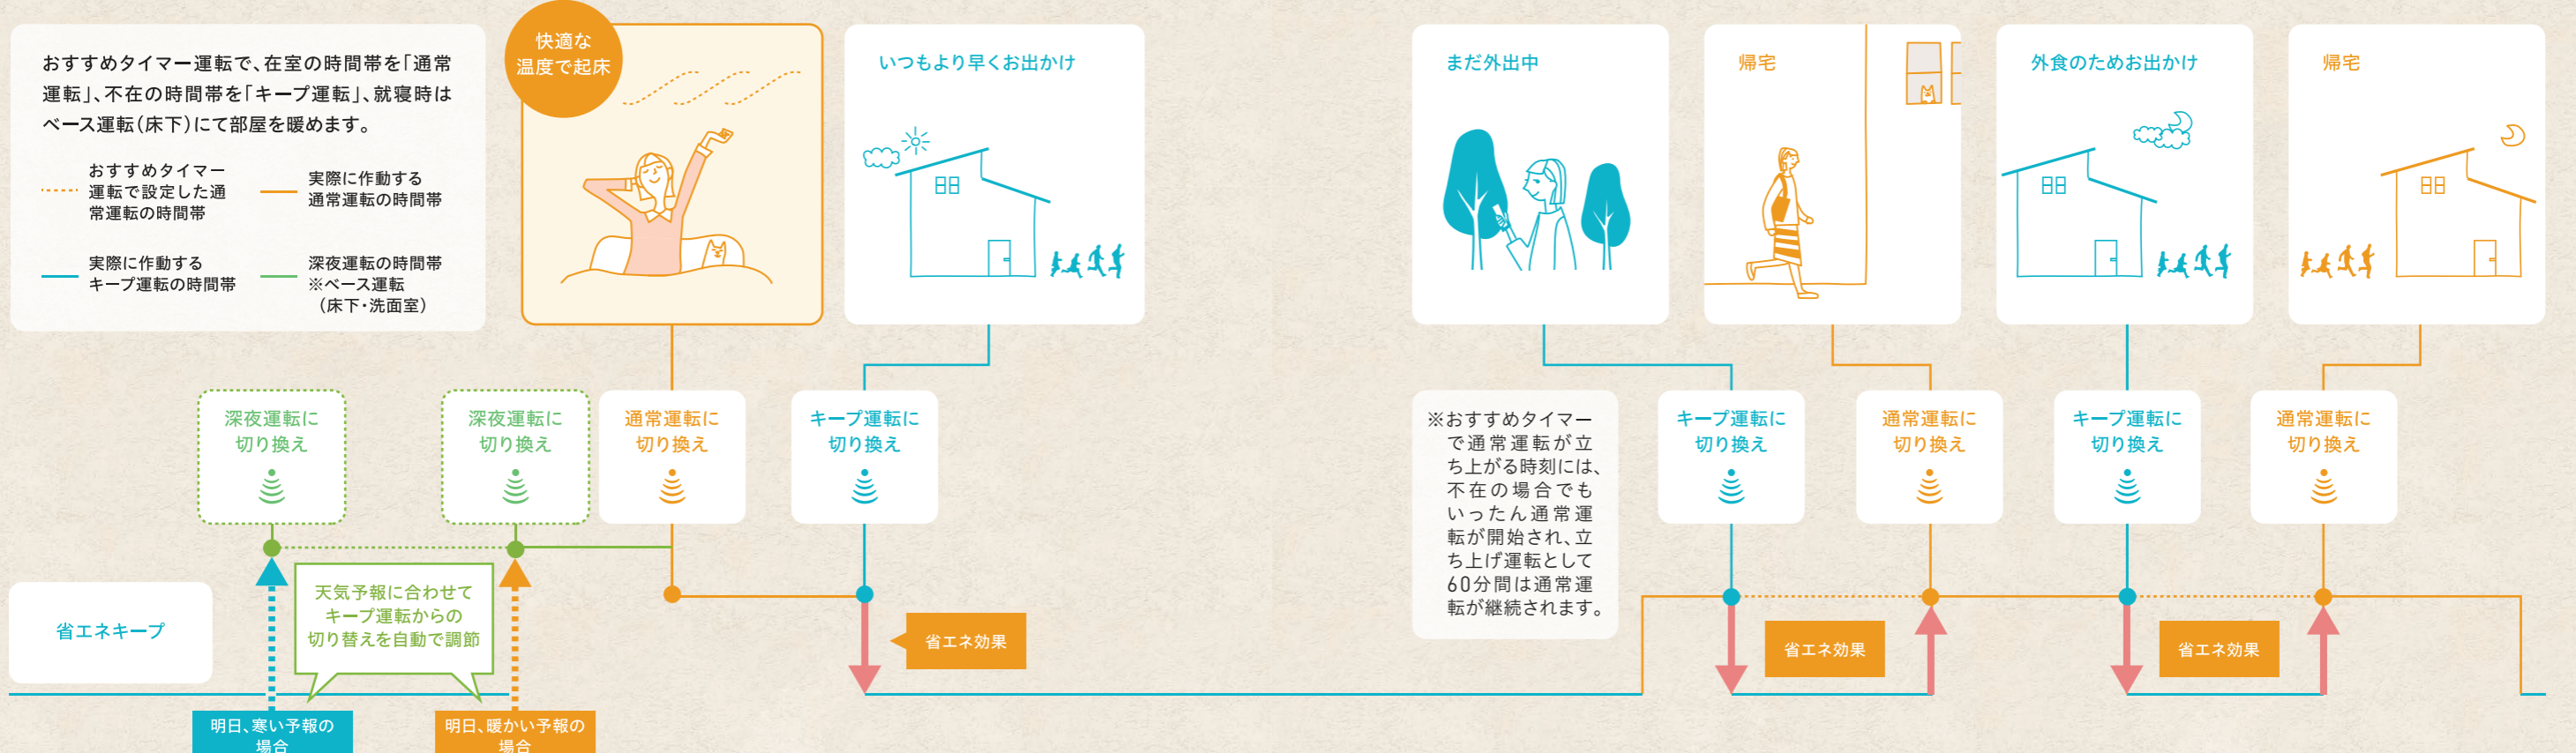 おすすめタイマー運転で、在室の時間帯を「通常
運転」、不在の時間帯を「キープ運転」、就寝時は
ベース運転(床下)にて部屋を暖めます。
おすすめタイマー
運転で設定した通
常運転の時間帯
実際に作動する
通常運転の時間帯
実際に作動する
キープ運転の時間帯
深夜運転の時間帯
※ベース運転
(床下・洗面室)
快適な
温度で起床
いつもより早くお出かけ
まだ外出中
帰宅
外食のためお出かけ
帰宅
深夜運転に
切り換え
深夜運転に
切り換え
通常運転に
切り換え
キープ運転に
切り換え
※おすすめタイマー
で通常運転が立
ち上がる時刻には、
不在の場合でも
いったん通常運
転が開始され、立
ち上げ運転として
60分間は通常運
転が継続されます。
キープ運転に
切り換え
通常運転に
切り換え
キープ運転に
切り換え
通常運転に
切り換え
省エネキープ
天気予報に合わせて
キープ運転からの
切り替えを自動で調節
省エネ効果
省エネ効果
省エネ効果
明日、寒い予報の
場合
明日、暖かい予報の
場合